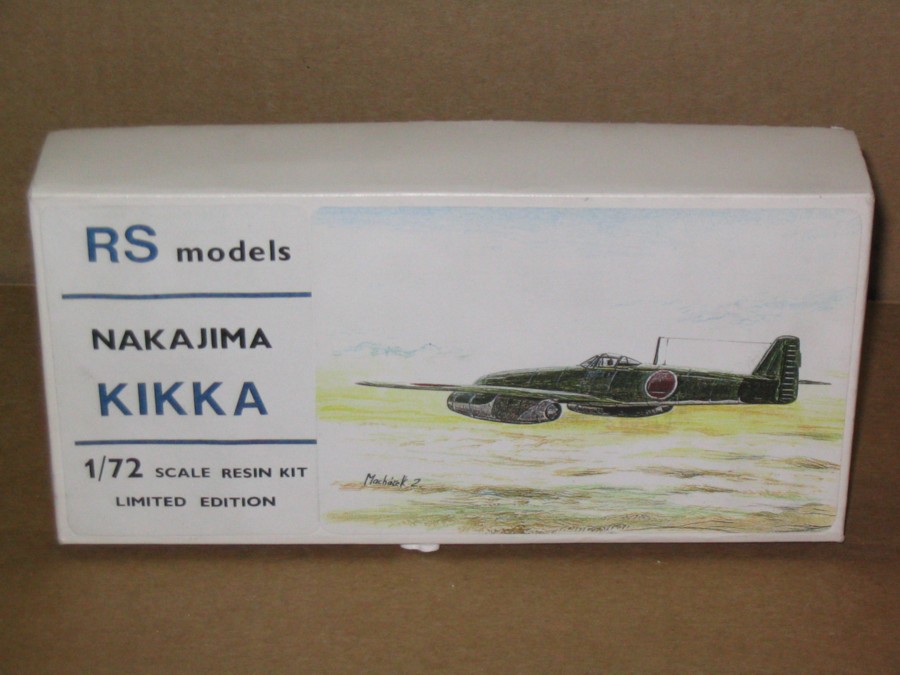 RS models
NAKAJIMA
KIKKA
1/72 SCALE RESIN KIT
LIMITED EDITION